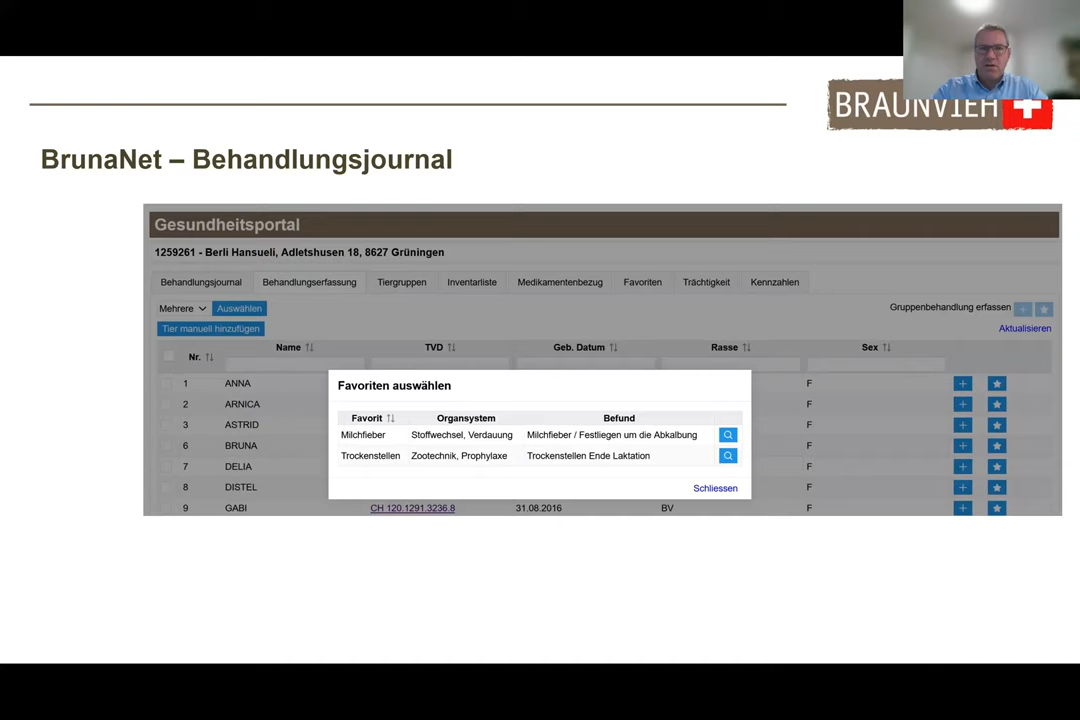 BRAUNVIEH
BrunaNet – Behandlungsjournal
Gesundheitsportal
1259261 - Berli Hansueli, Adletshusen 18, 8627 Grüningen
Behandlungsjournal Behandlungserfassung Tiergruppen Inventarliste Medikamentenbezug Favoriten Trächtigkeit Kennzahlen
Mehrere Auswählen Gruppenbehandlung erfassen
Tier manuell hinzufügen Aktualisieren
Nr. Name TVD Geb. Datum Rasse Sex
1 ANNA F
2 ARNICA F
3 ASTRID F
6 BRUNA F
7 DELIA F
8 DISTEL F
9 GABI CH 120.1291.3236.8 31.08.2016 BV F
Favoriten auswählen
Favorit Organsystem Befund
Milchfieber Stoffwechsel, Verdauung Milchfieber / Festliegen um die Abkalbung
Trockenstellen Zootechnik, Prophylaxe Trockenstellen Ende Laktation
Schliessen